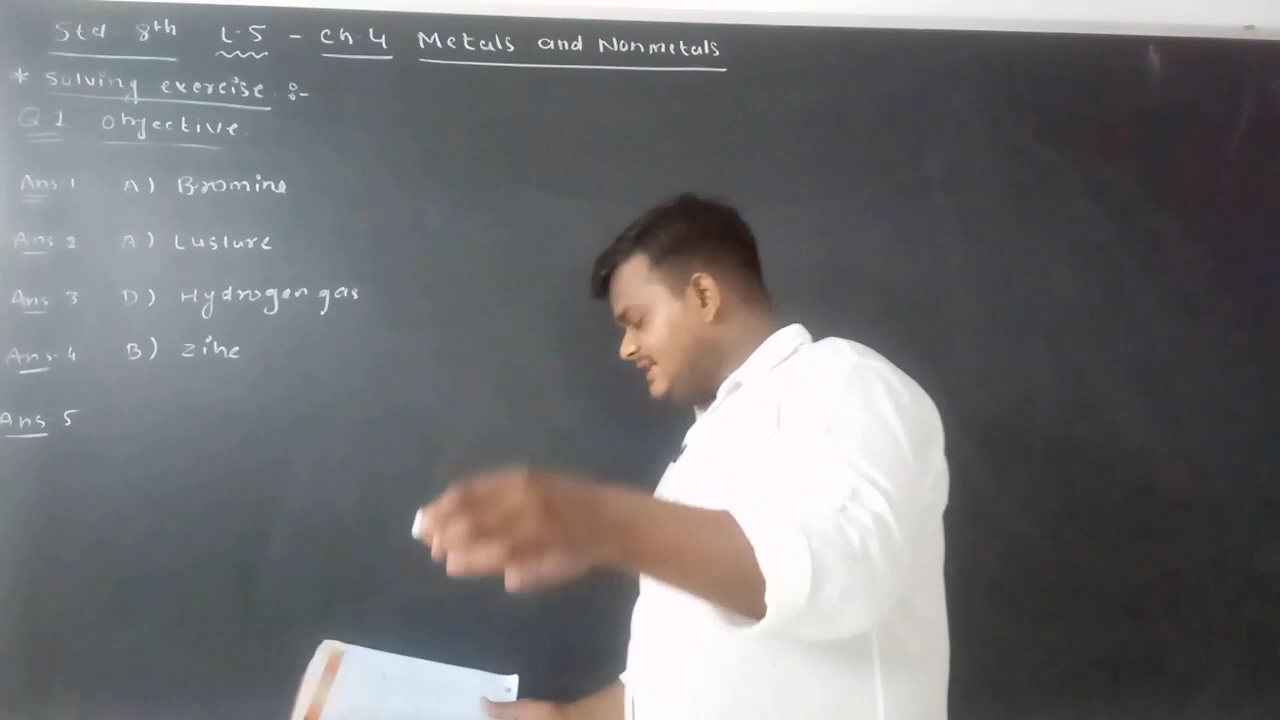 Std 8th L.5 - Ch.4 Metals and Nonmetals
* Solving exercise :-
Q.1 Objective
Ans.1 A) Bromine
Ans 2 A) Lusture
Ans 3 D) Hydrogen gas
Ans.4 B) Zinc
Ans.5